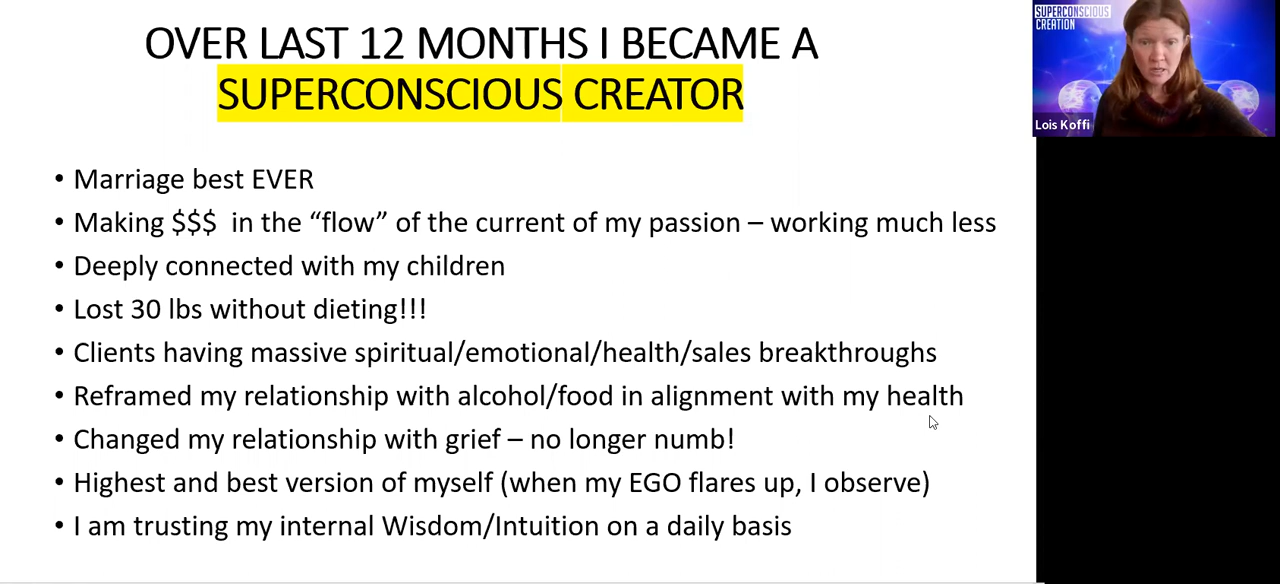 OVER LAST 12 MONTHS I BECAME A
SUPERCONSCIOUS CREATOR
• Marriage best EVER
• Making $$$  in the “flow” of the current of my passion – working much less
• Deeply connected with my children
• Lost 30 lbs without dieting!!!
• Clients having massive spiritual/emotional/health/sales breakthroughs
• Reframed my relationship with alcohol/food in alignment with my health
• Changed my relationship with grief – no longer numb!
• Highest and best version of myself (when my EGO flares up, I observe)
• I am trusting my internal Wisdom/Intuition on a daily basis
SUPERCONSCIOUS
CREATION
Lois Koffi